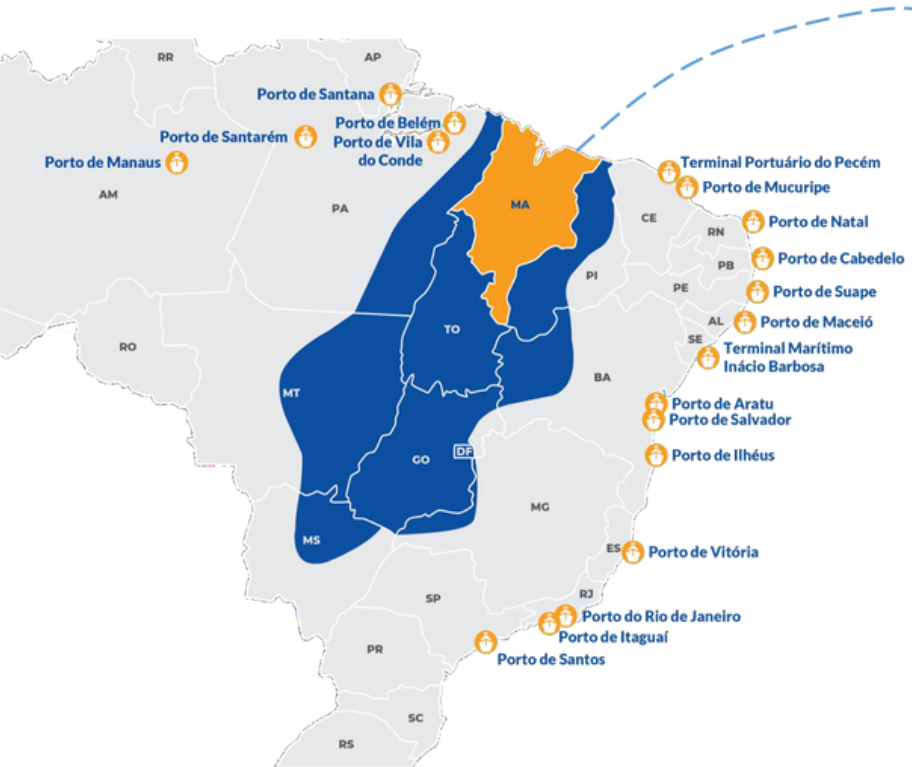 RR
AP
Porto de Santana
Porto de Belém
Porto de Santarém
Porto de Vila
do Conde
Porto de Manaus
Terminal Portuário do Pecém
Porto de Mucuripe
AM
PA
MA
CE
Porto de Natal
RN
Porto de Cabedelo
PB
PI
PE
Porto de Suape
AL
Porto de Maceió
TO
SE
RO
Terminal Marítimo
Inácio Barbosa
BA
MT
Porto de Aratu
Porto de Salvador
DF
GO
Porto de Ilhéus
MG
MS
ES
Porto de Vitória
RJ
SP
Porto do Rio de Janeiro
Porto de Itaguaí
PR
Porto de Santos
SC
RS